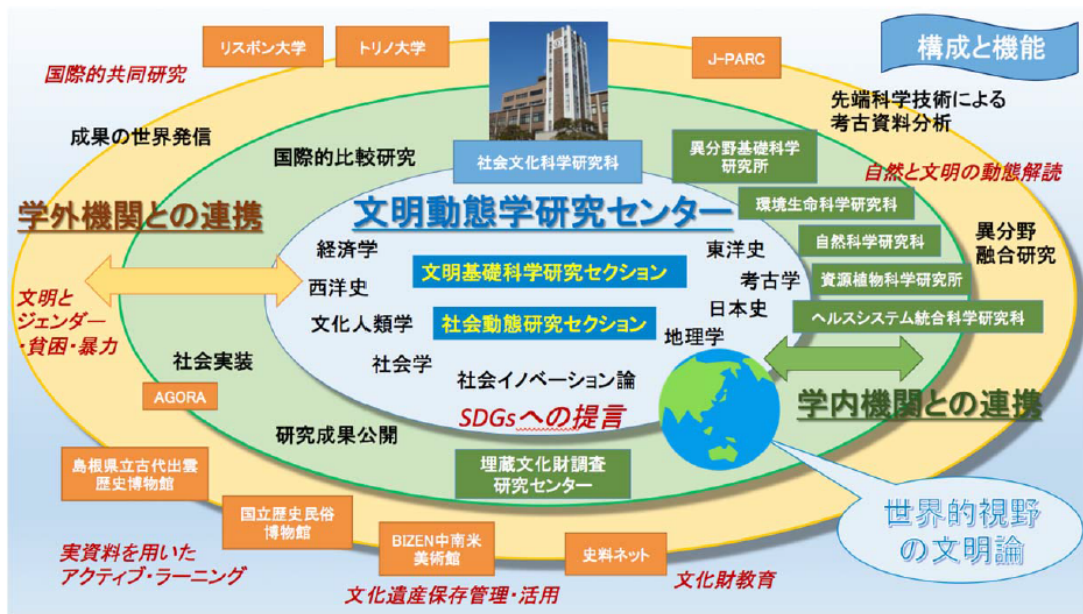 リスボン大学
トリノ大学
J-PARC
構成と機能
国際的共同研究
先端科学技術による
考古資料分析
成果の世界発信
国際的比較研究
社会文化科学研究科
異分野基礎科学
研究所
自然と文明の動態解読
学外機関との連携
文明動態学研究センター
環境生命科学研究科
異分野
融合研究
経済学
東洋史
自然科学研究科
文明基礎科学研究セクション
西洋史
考古学
資源植物科学研究所
文明と
ジェンダー
・貧困・暴力
文化人類学
社会動態研究セクション
日本史
ヘルスシステム統合科学研究科
地理学
社会実装
社会学
社会イノベーション論
AGORA
SDGsへの提言
学内機関との連携
研究成果公開
島根県立古代出雲
歴史博物館
埋蔵文化財調査
研究センター
国立歴史民俗
博物館
世界的視野
の文明論
BIZEN中南米
美術館
史料ネット
実資料を用いた
アクティブ・ラーニング
文化遺産保存管理・活用
文化財教育